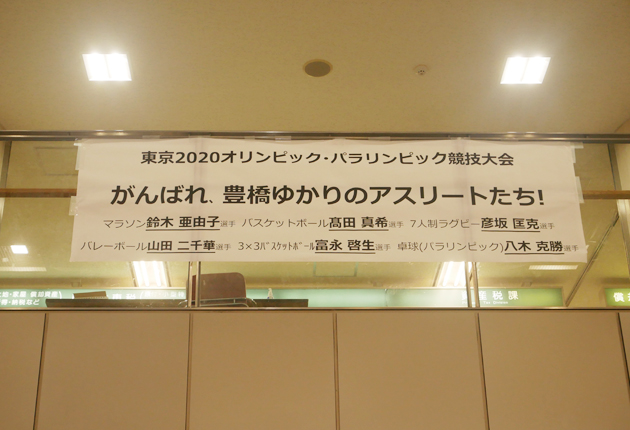 東京2020オリンピック・パラリンピック競技大会
がんばれ、豊橋ゆかりのアスリートたち!
マラソン鈴木 亜由子選手 バスケットボール髙田 真希選手 7人制ラグビー彦坂 匡克選手
バレーボール山田 二千華選手 3×3バスケットボール富永 啓生選手 卓球(パラリンピック)八木 克勝選手
産税課